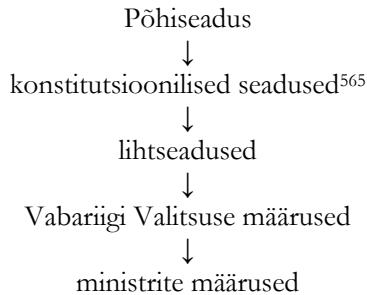 Põhiseadus
↓
konstitutsioonilised seadused⁵⁶⁵
↓
lihtseadused
↓
Vabariigi Valitsuse määrused
↓
ministrite määrused